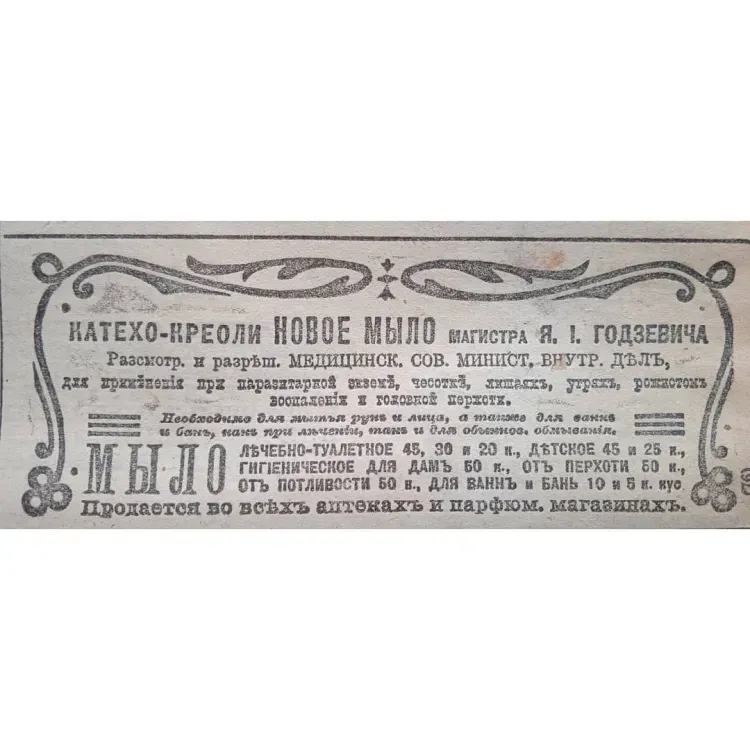 КАТЕХО-КРЕОЛИ НОВОЕ МЫЛО МАГИСТРА Я. І. ГОДЗЕВИЧА
Разсмотр. и разрѣш. МЕДИЦИНСК. СОВ. МИНИСТ. ВНУТР. ДѢЛЪ,
для примѣненія при паразитарной экземѣ, чесоткѣ, лишаяхъ, угряхъ, рожистомъ
воспаленіи и головной перхоти.
Необходимо для мытья рукъ и лица, а также для ваннъ
и бань, какъ при лѣченіи, такъ и для обыкнов. обмыванія.
МЫЛО ЛѢЧЕБНО-ТУАЛЕТНОЕ 45, 30 и 20 к., ДѢТСКОЕ 45 и 25 к.,
ГИГІЕНИЧЕСКОЕ ДЛЯ ДАМЪ 50 к., ОТЪ ПЕРХОТИ 50 к.,
ОТЪ ПОТЛИВОСТИ 50 к., ДЛЯ ВАННЪ и БАНЬ 10 и 5 к. кус
Продается во всѣхъ аптекахъ и парфюм. магазинахъ.